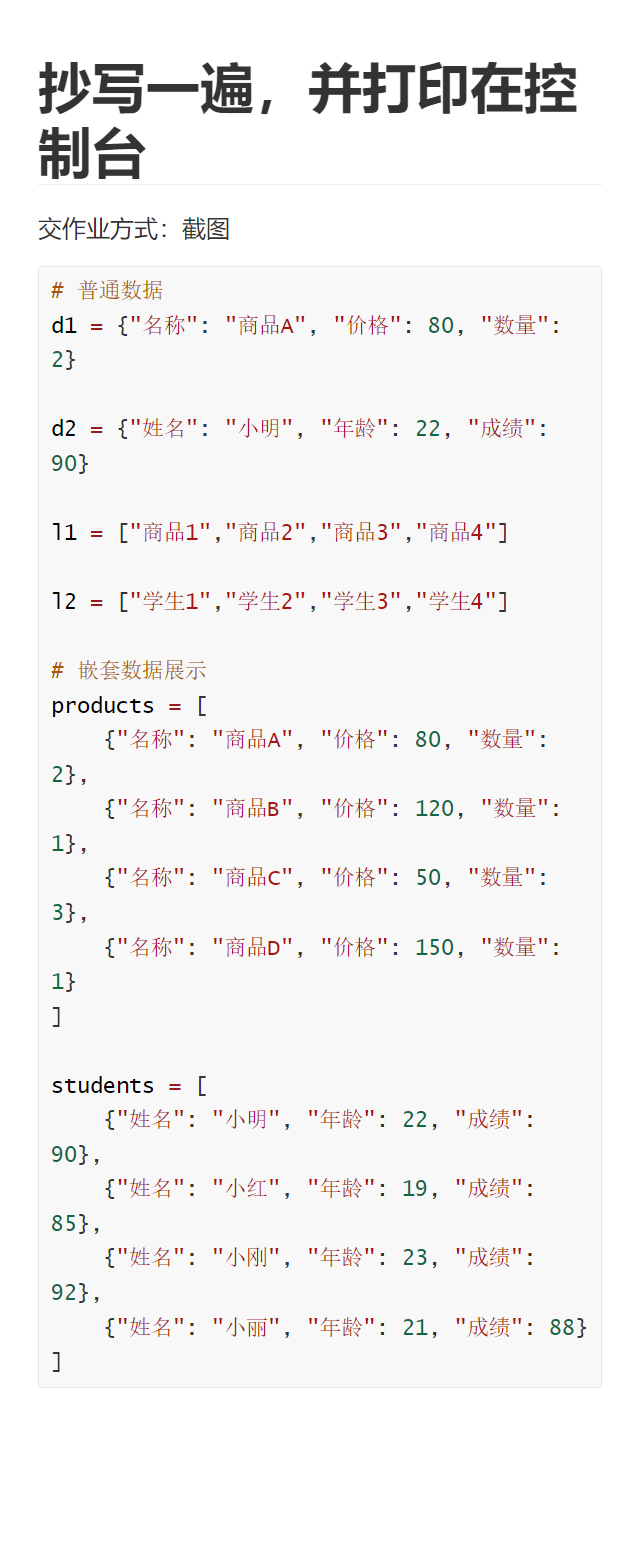 抄写一遍，并打印在控
制台
交作业方式：截图
# 普通数据
d1 = {"名称": "商品A", "价格": 80, "数量":
2}
d2 = {"姓名": "小明", "年龄": 22, "成绩":
90}
l1 = ["商品1","商品2","商品3","商品4"]
l2 = ["学生1","学生2","学生3","学生4"]
# 嵌套数据展示
products = [
    {"名称": "商品A", "价格": 80, "数量":
2},
    {"名称": "商品B", "价格": 120, "数量":
1},
    {"名称": "商品C", "价格": 50, "数量":
3},
    {"名称": "商品D", "价格": 150, "数量":
1}
]
students = [
    {"姓名": "小明", "年龄": 22, "成绩":
90},
    {"姓名": "小红", "年龄": 19, "成绩":
85},
    {"姓名": "小刚", "年龄": 23, "成绩":
92},
    {"姓名": "小丽", "年龄": 21, "成绩": 88}
]